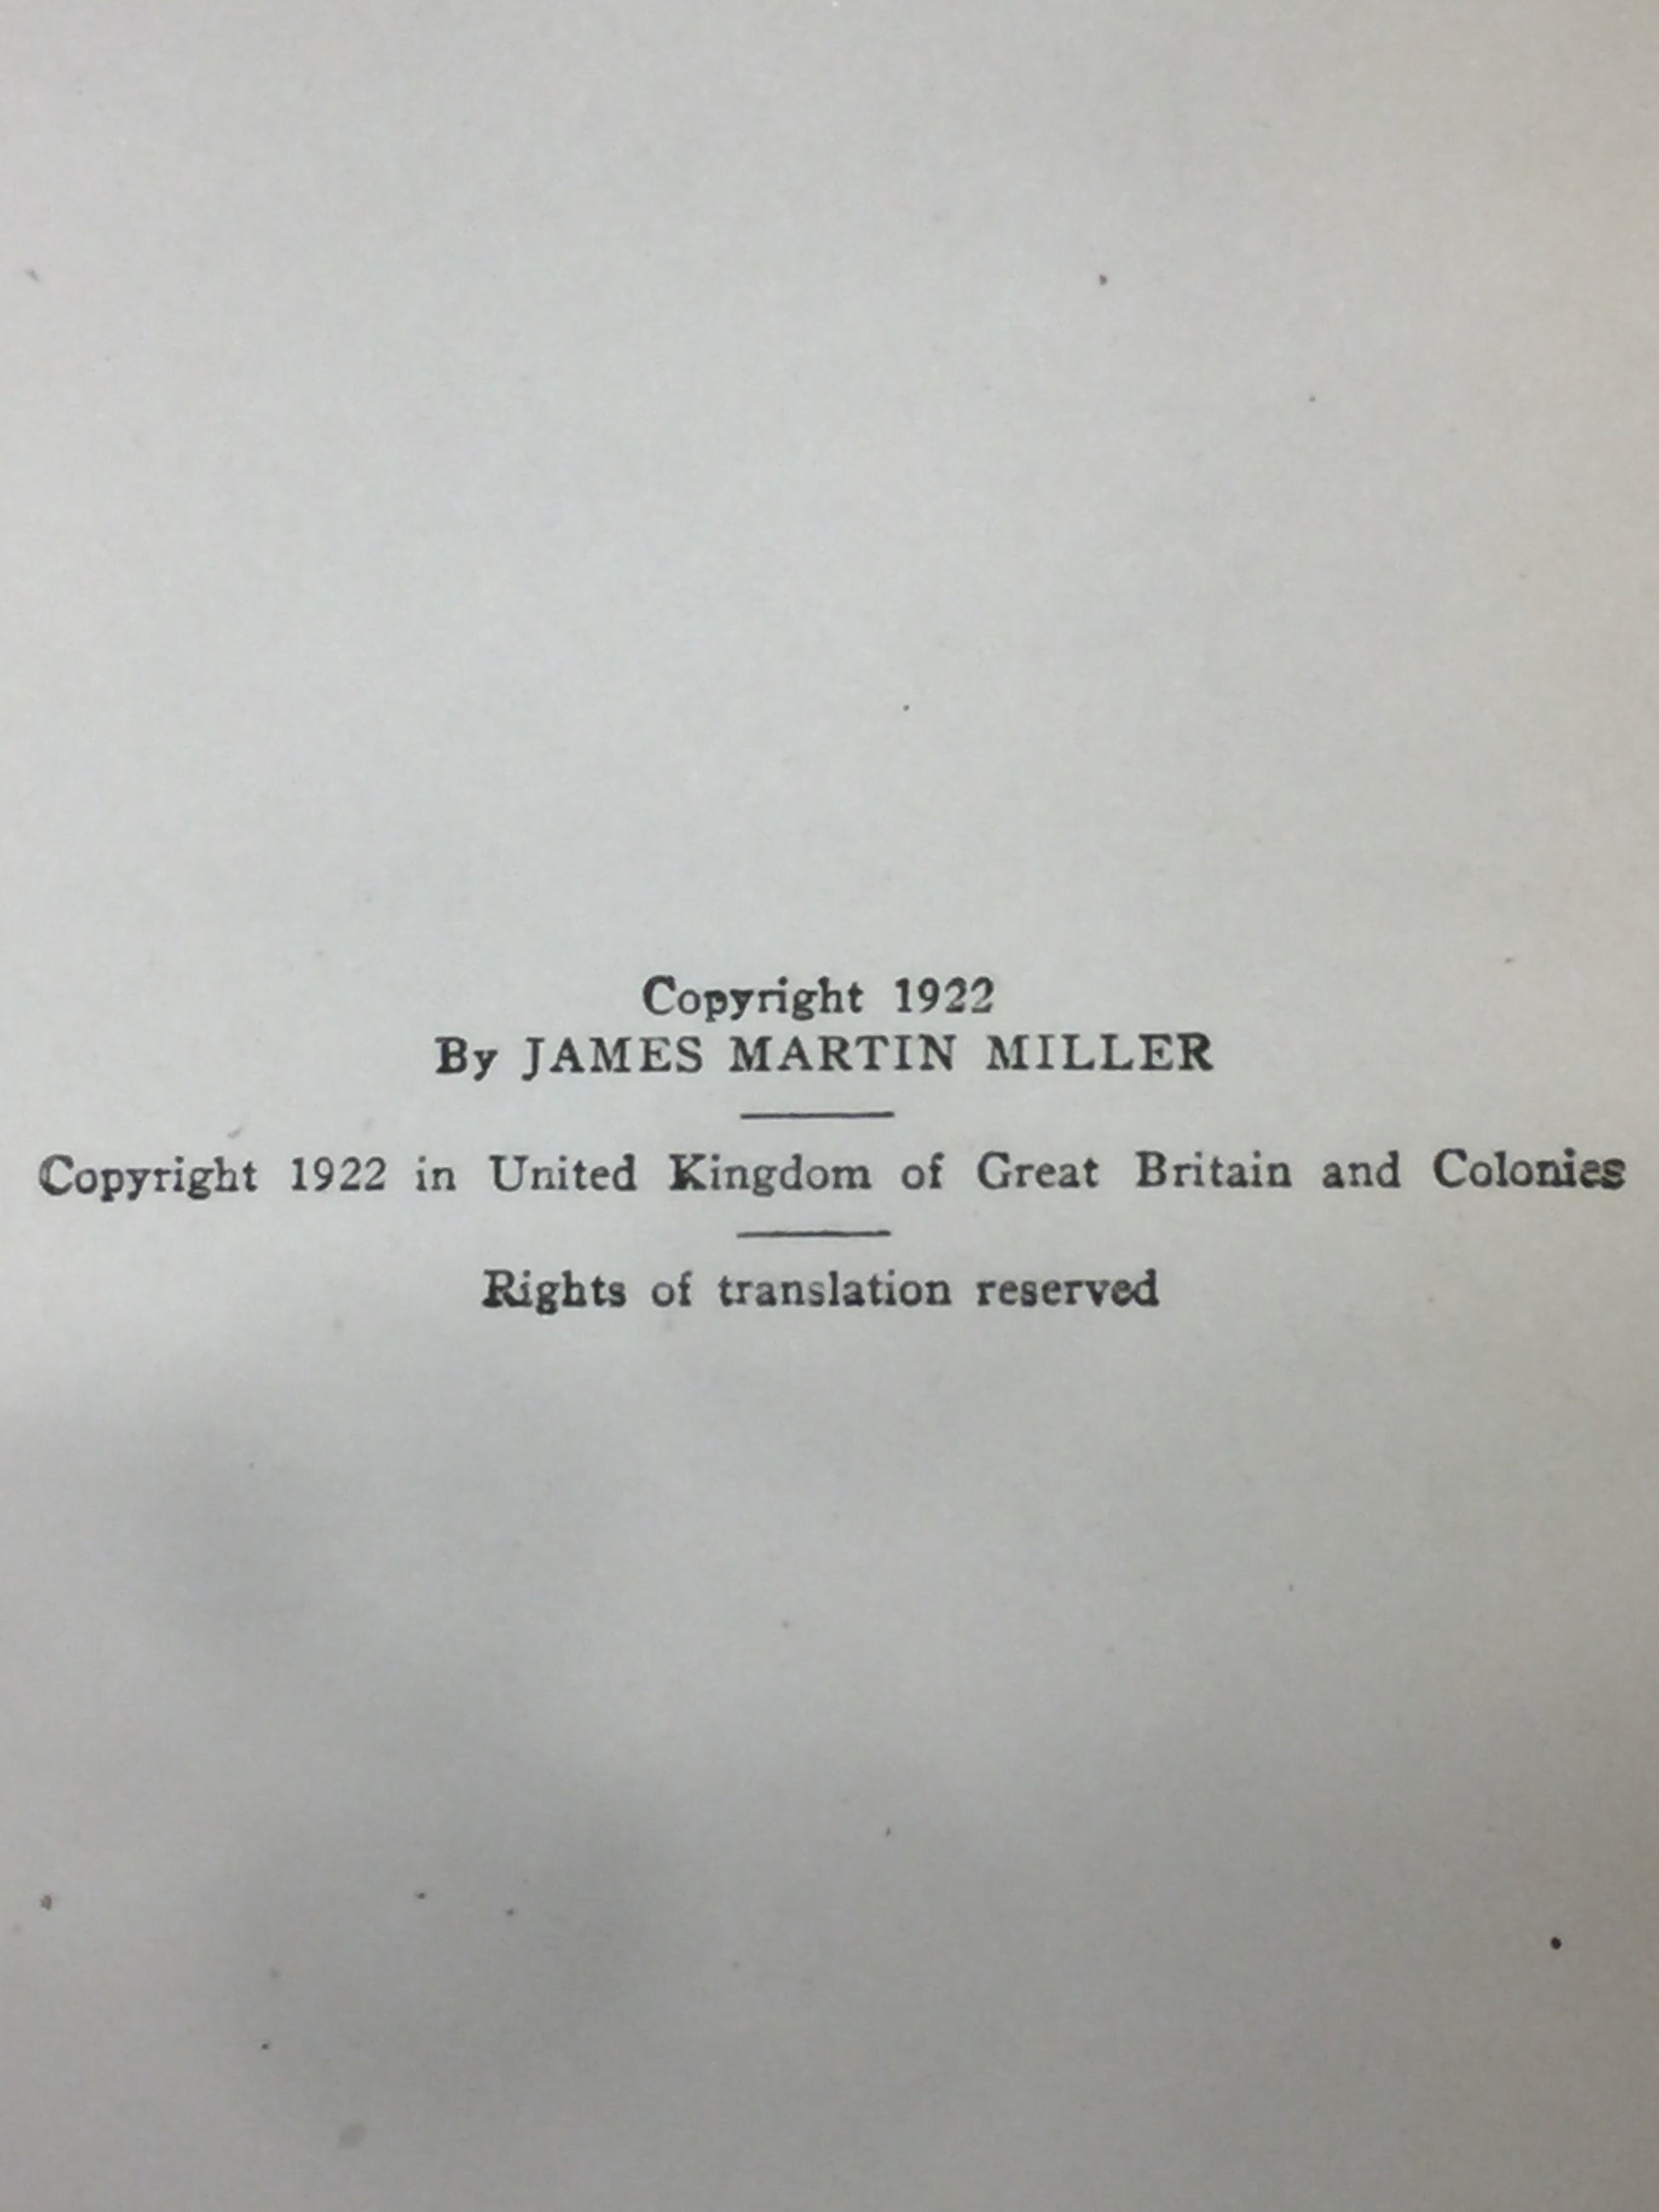 Copyright 1922
By JAMES MARTIN MILLER
Copyright 1922 in United Kingdom of Great Britain and Colonies
Rights of translation reserved